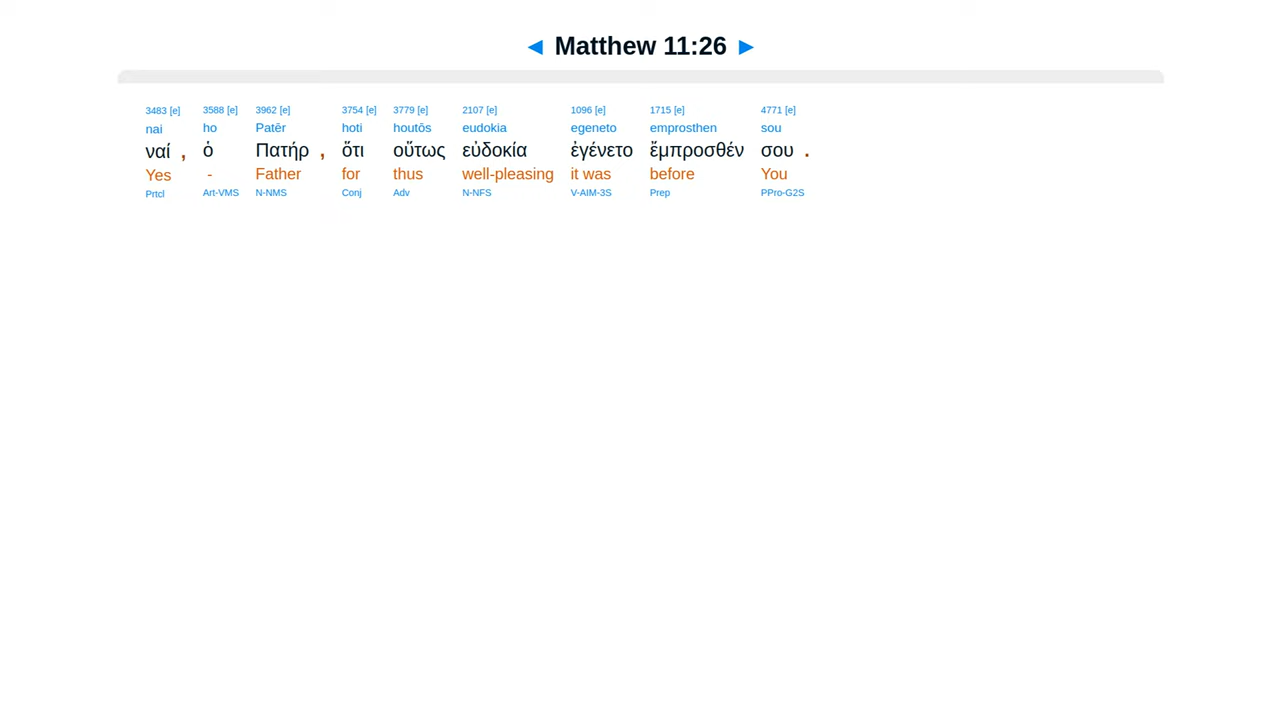 ◄ Matthew 11:26 ►
3483 [e] 3588 [e] 3962 [e] 3754 [e] 3779 [e] 2107 [e] 1096 [e] 1715 [e] 4771 [e]
nai ho Patēr hoti houtōs eudokia egeneto emprosthen sou
ναί , ὁ Πατήρ , ὅτι οὕτως εὐδοκία ἐγένετο ἔμπροσθέν σου .
Yes - Father for thus well-pleasing it was before You
Prtcl Art-VMS N-NMS Conj Adv N-NFS V-AIM-3S Prep PPro-G2S